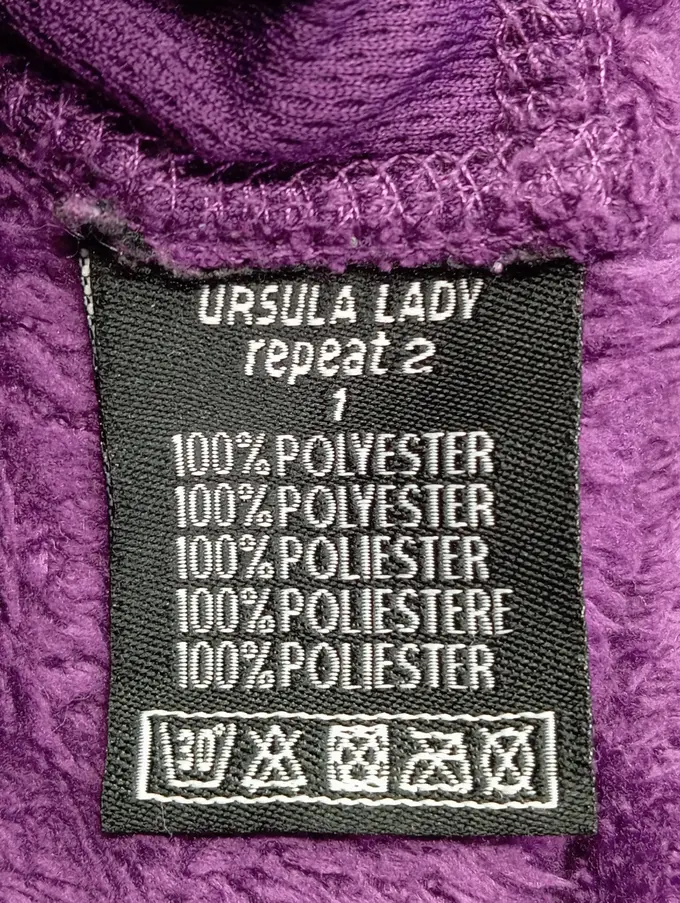 URSULA LADY
repeat 2
1
100% POLYESTER
100% POLYESTER
100% POLIESTER
100% POLIESTERE
100% POLIESTER
30°